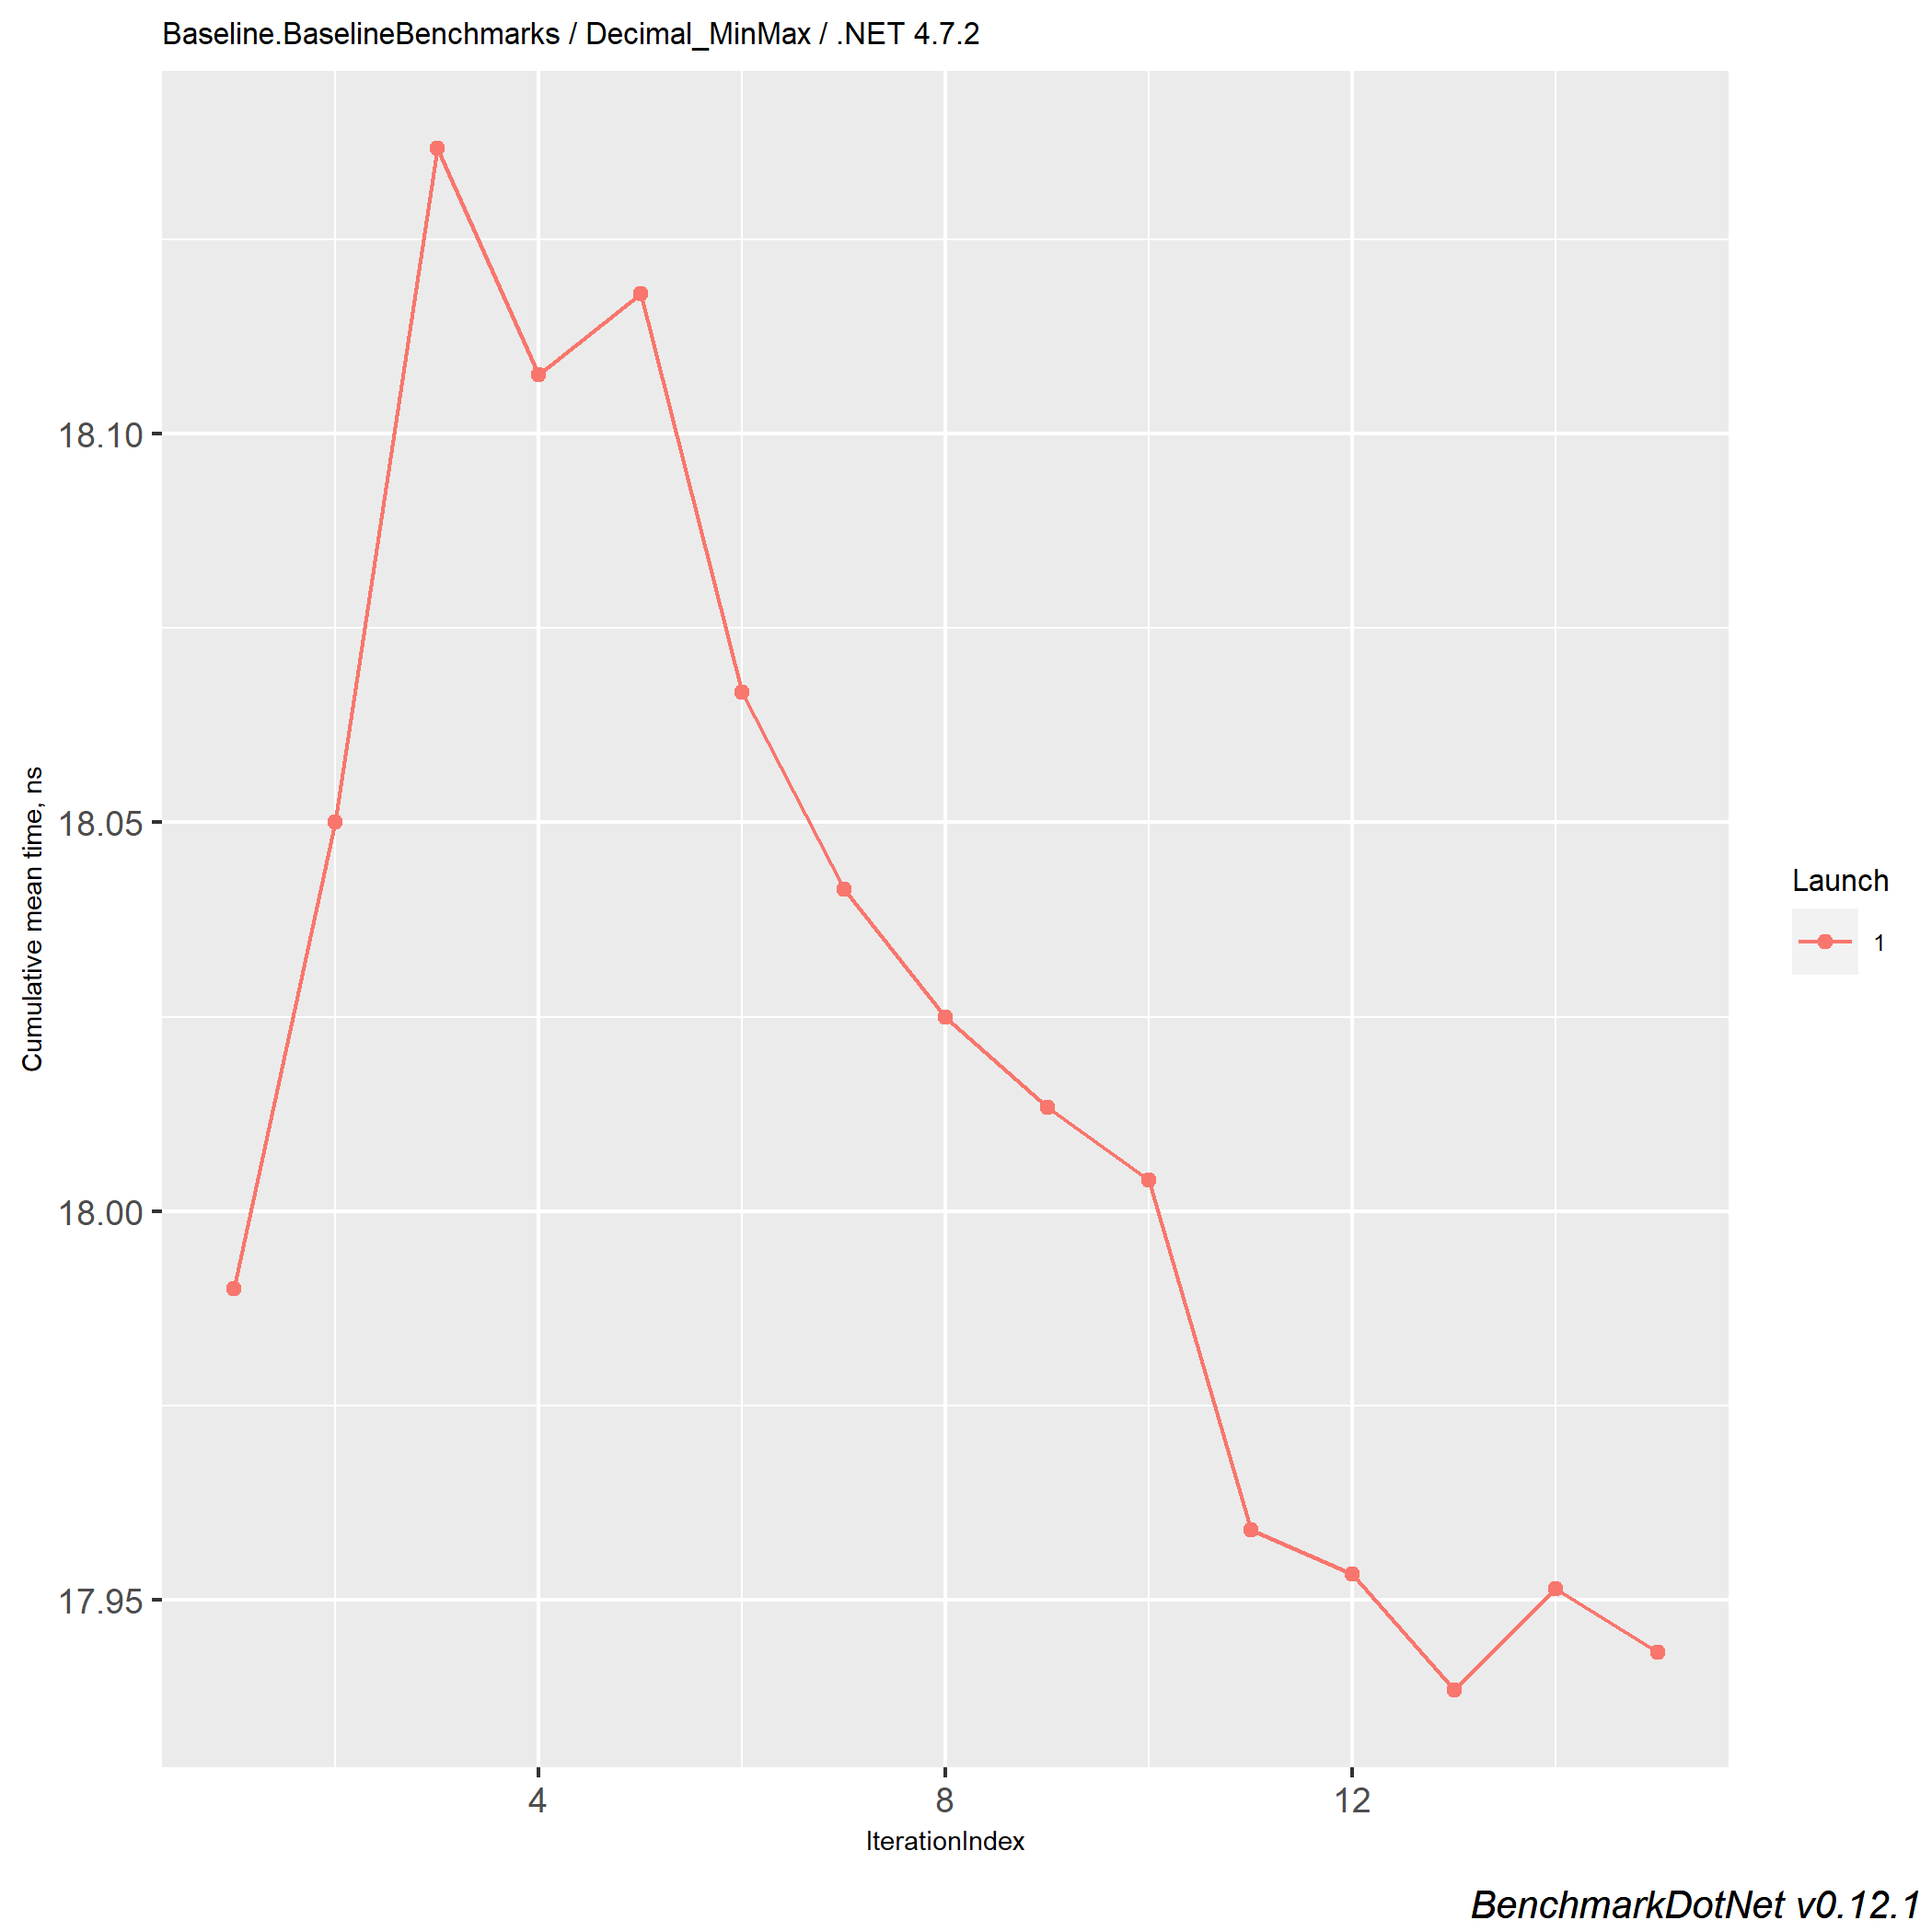 Baseline.BaselineBenchmarks / Decimal_MinMax / .NET 4.7.2
18.10
18.05
18.00
17.95
Cumulative mean time, ns
4 8 12
IterationIndex
Launch
1
BenchmarkDotNet v0.12.1